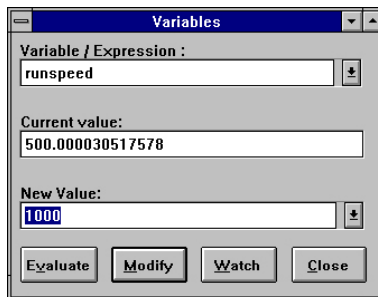 Variables
Variable / Expression :
runspeed
Current value:
500.000030517578
New Value:
1000
Evaluate Modify Watch Close